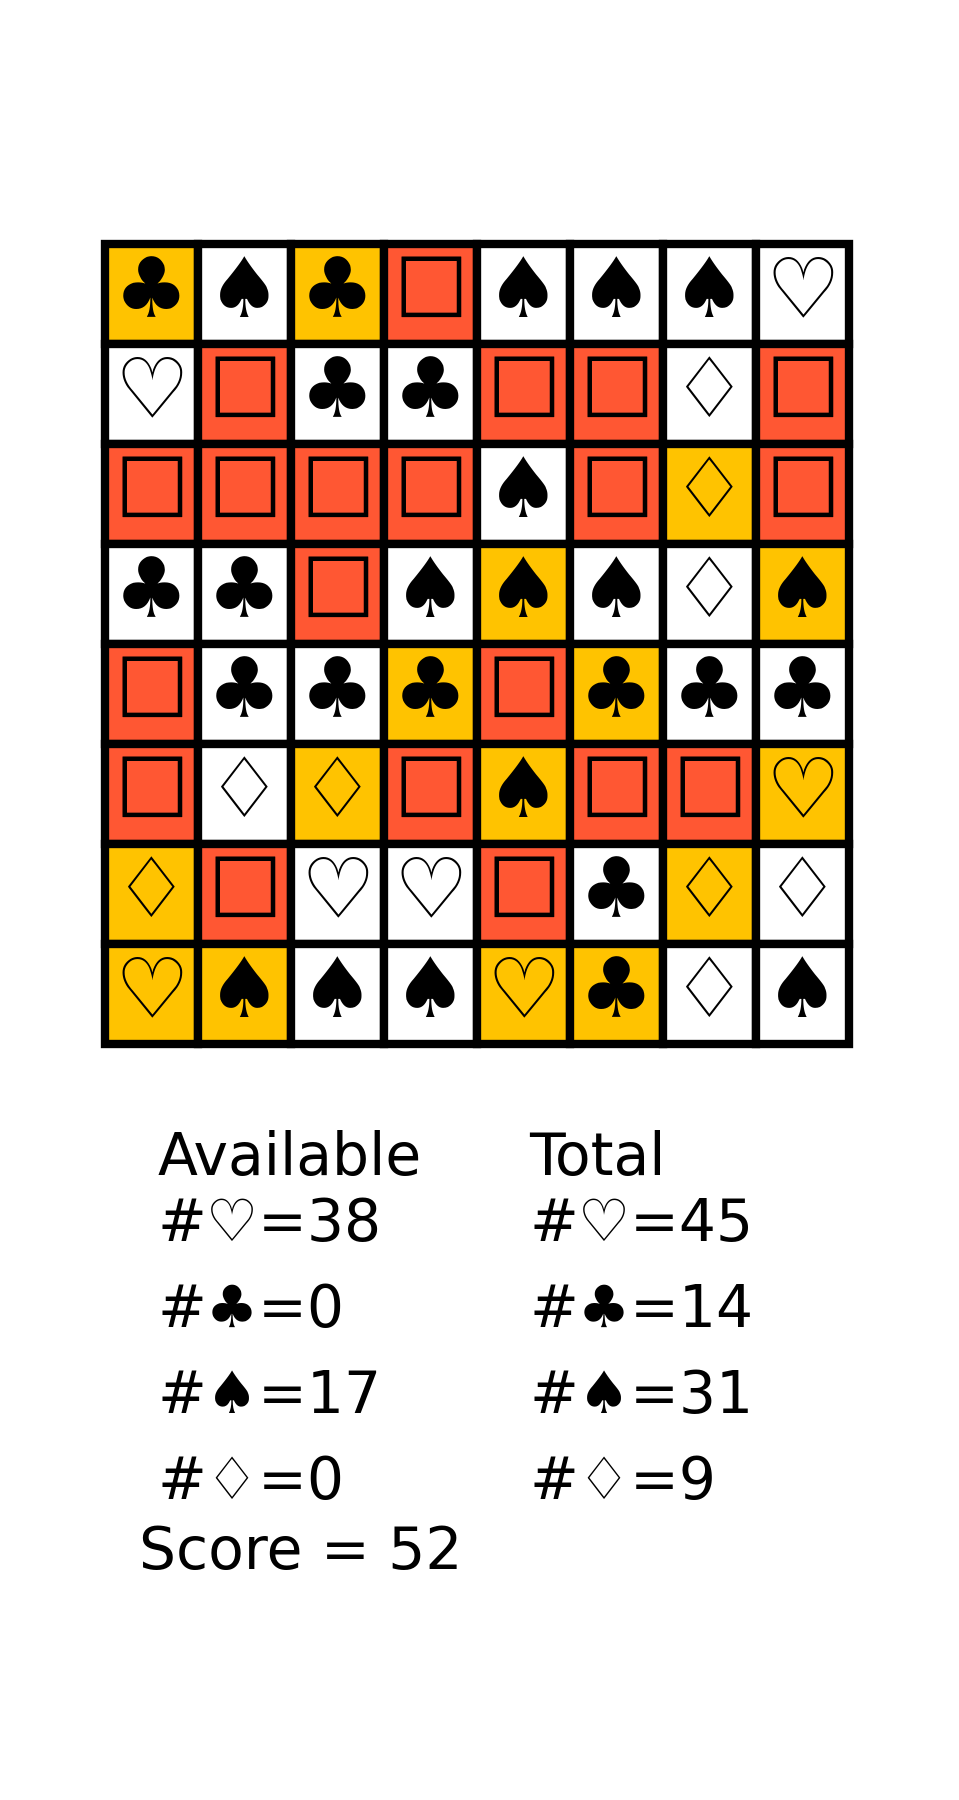 ♣ ♠ ♣ □ ♠ ♠ ♠ ♡
♡ □ ♣ ♣ □ □ ♢ □
□ □ □ □ ♠ □ ♢ □
♣ ♣ □ ♠ ♠ ♠ ♢ ♠
□ ♣ ♣ ♣ □ ♣ ♣ ♣
□ ♢ ♢ □ ♠ □ □ ♡
♢ □ ♡ ♡ □ ♣ ♢ ♢
♡ ♠ ♠ ♠ ♡ ♣ ♢ ♠
Available Total
#♡=38 #♡=45
#♣=0 #♣=14
#♠=17 #♠=31
#♢=0 #♢=9
Score = 52